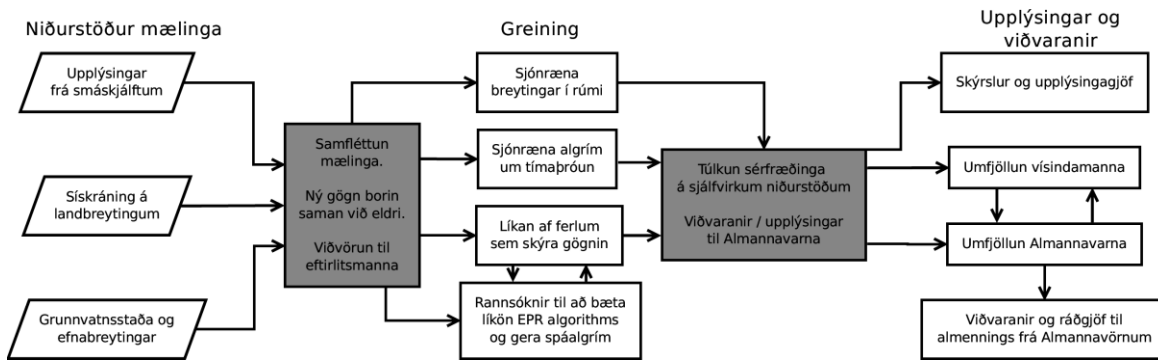 Niðurstöður mælinga
Upplýsingar
frá smáskjálftum
Sískráning á
landbreytingum
Grunnvatnsstaða og
efnabreytingar
Samfléttun
mælinga.
Ný gögn borin
saman við eldri.
Viðvörun til
eftirlitsmanna
Greining
Sjónræna
breytingar í rúmi
Sjónræna algrím
um tímaþróun
Líkan af ferlum
sem skýra gögnin
Rannsóknir til að bæta
líkön EPR algorithms
og gera spáalgrím
Túlkun sérfræðinga
á sjálfvirkum niðurstöðum
Viðvaranir / upplýsingar
til Almannavarna
Upplýsingar og
viðvaranir
Skýrslur og upplýsingagjöf
Umfjöllun vísindamanna
Umfjöllun Almannavarna
Viðvaranir og ráðgjöf til
almennings frá Almannavörnum